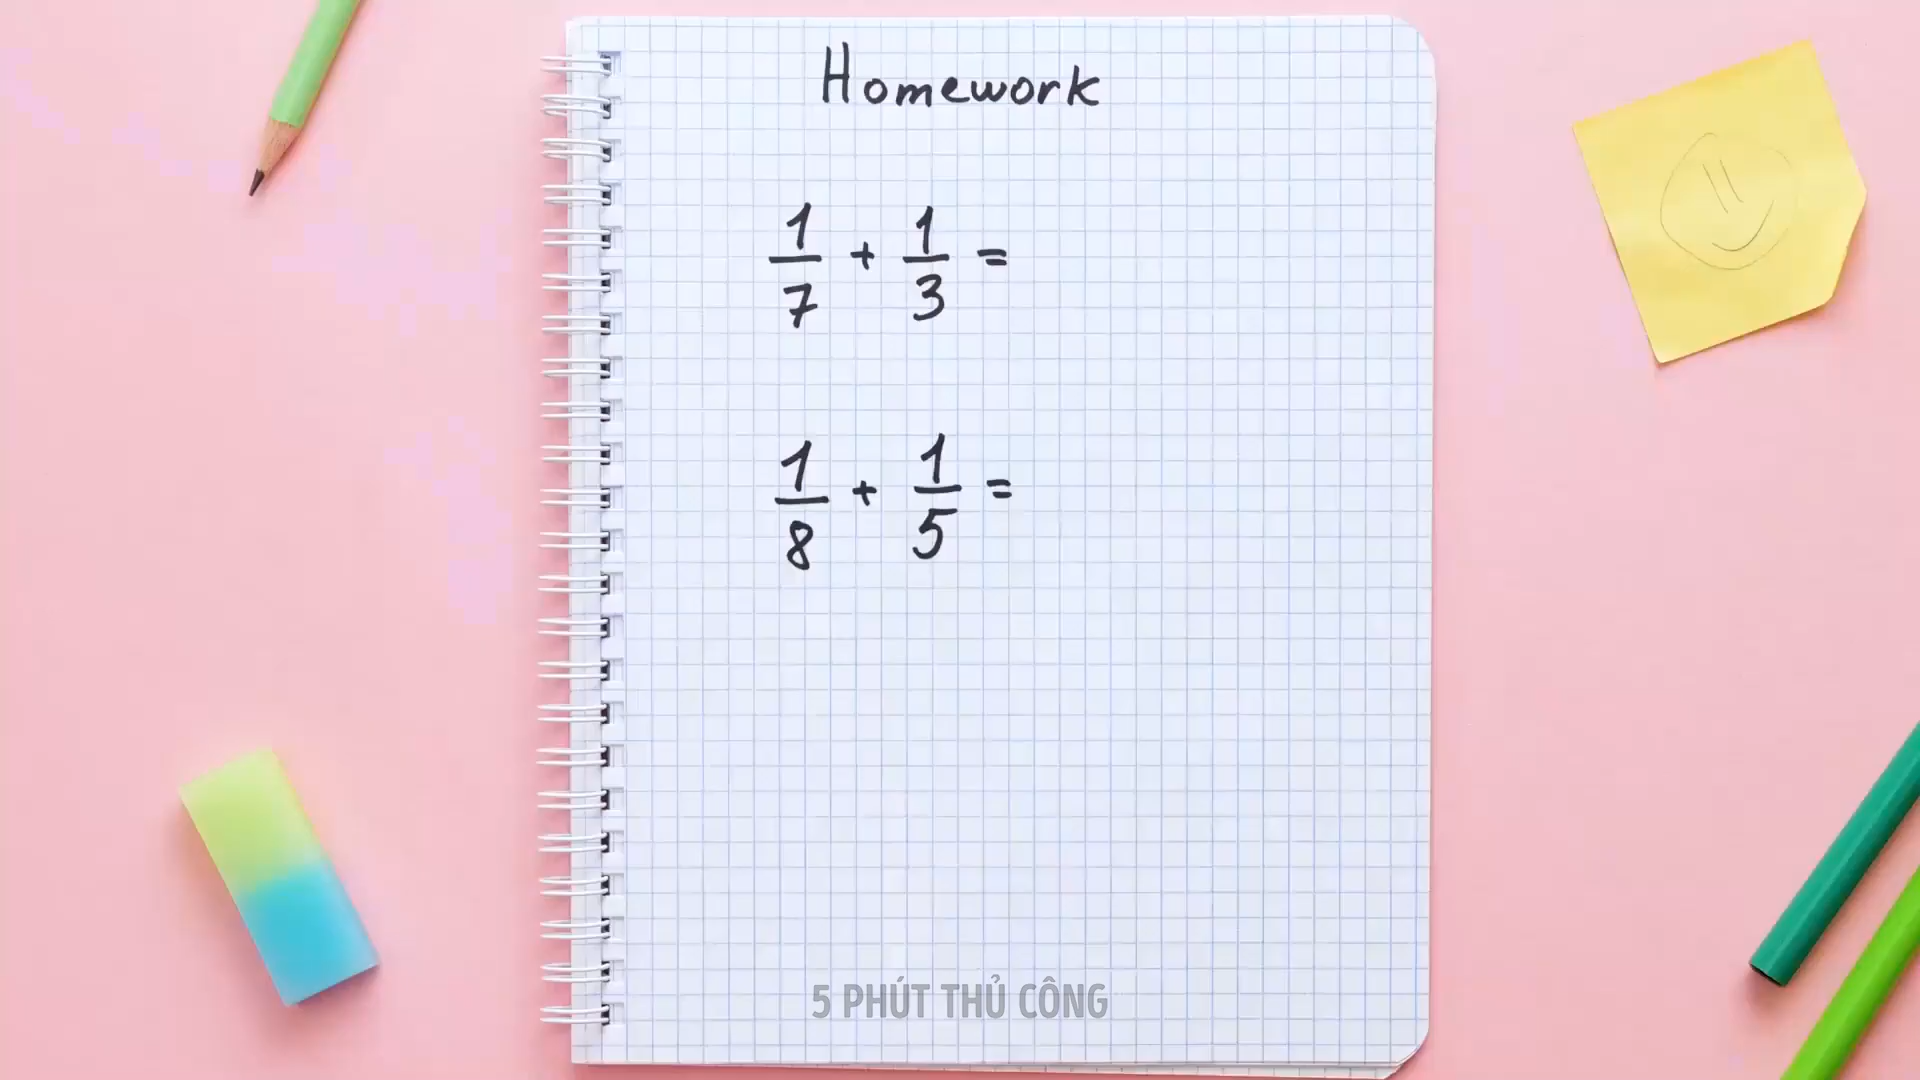 Homework
1/7 + 1/3 =
1/8 + 1/5 =
5 PHÚT THỦ CÔNG